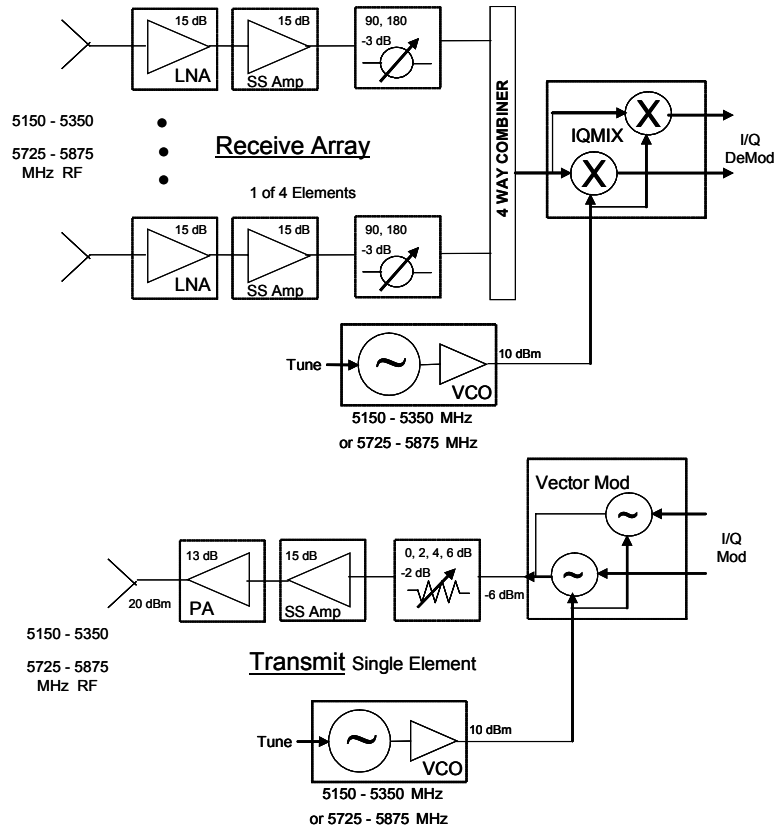 15 dB
15 dB
90, 180
-3 dB
LNA
SS Amp
5150 - 5350
5725 - 5875
MHz RF
Receive Array
1 of 4 Elements
4 WAY COMBINER
IQMIX
X
X
I/Q
DeMod
15 dB
15 dB
90, 180
-3 dB
LNA
SS Amp
Tune
~
VCO
10 dBm
5150 - 5350 MHz
or 5725 - 5875 MHz
Vector Mod
~
~
I/Q
Mod
13 dB
15 dB
0, 2, 4, 6 dB
-2 dB
20 dBm
PA
SS Amp
-6 dBm
5150 - 5350
5725 - 5875
MHz RF
Transmit Single Element
Tune
~
VCO
10 dBm
5150 - 5350 MHz
or 5725 - 5875 MHz